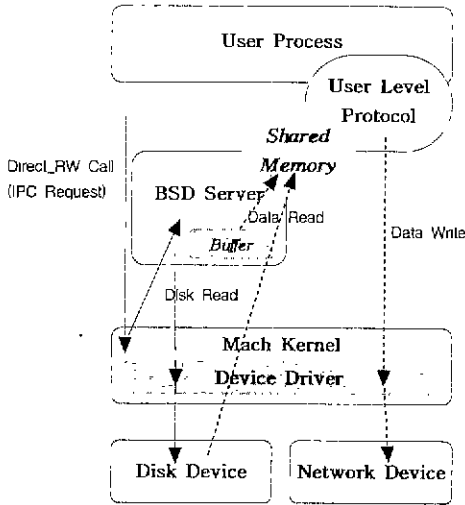 User Process
User Level
Protocol
Shared
Memory
Direct_RW Call
(IPC Request)
BSD Server
Data Read
Buffer
Data Write
Disk Read
Mach Kernel
Device Driver
Disk Device
Network Device